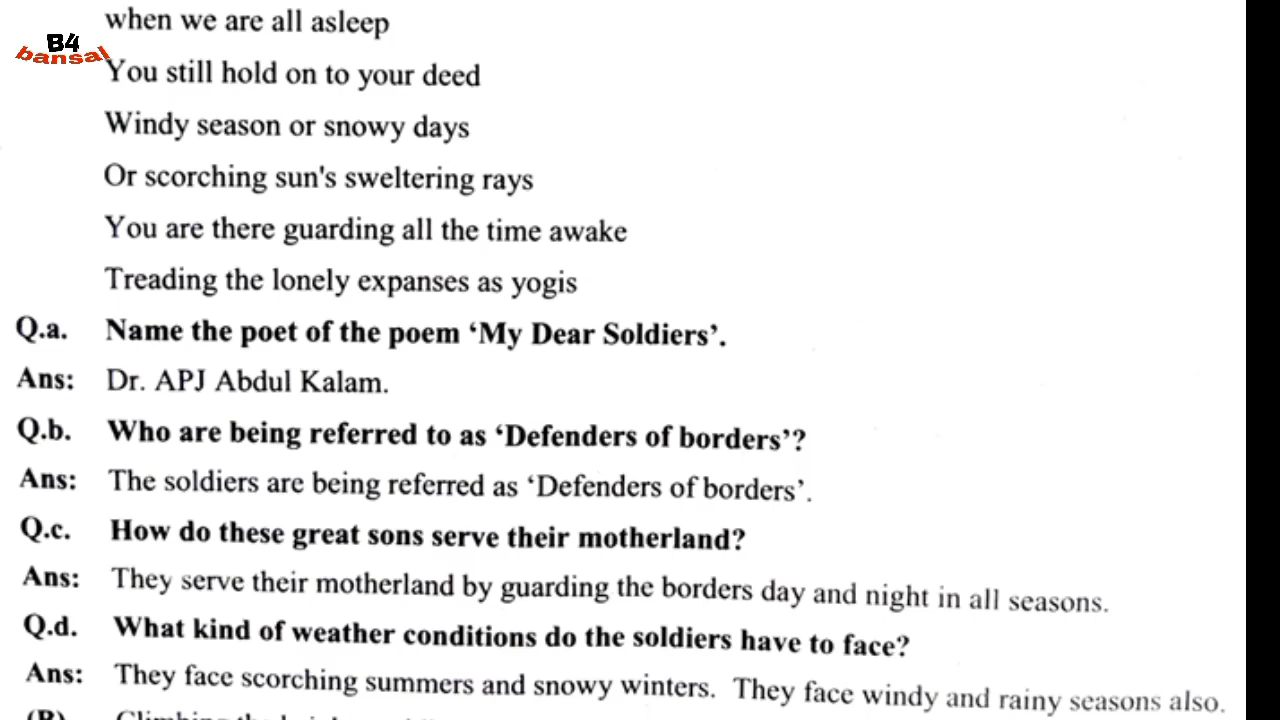 when we are all asleep
B4
bansal
You still hold on to your deed
Windy season or snowy days
Or scorching sun's sweltering rays
You are there guarding all the time awake
Treading the lonely expanses as yogis
Q.a. Name the poet of the poem ‘My Dear Soldiers’.
Ans: Dr. APJ Abdul Kalam.
Q.b. Who are being referred to as ‘Defenders of borders’?
Ans: The soldiers are being referred as ‘Defenders of borders’.
Q.c. How do these great sons serve their motherland?
Ans: They serve their motherland by guarding the borders day and night in all seasons.
Q.d. What kind of weather conditions do the soldiers have to face?
Ans: They face scorching summers and snowy winters. They face windy and rainy seasons also.
(B) Climbing the